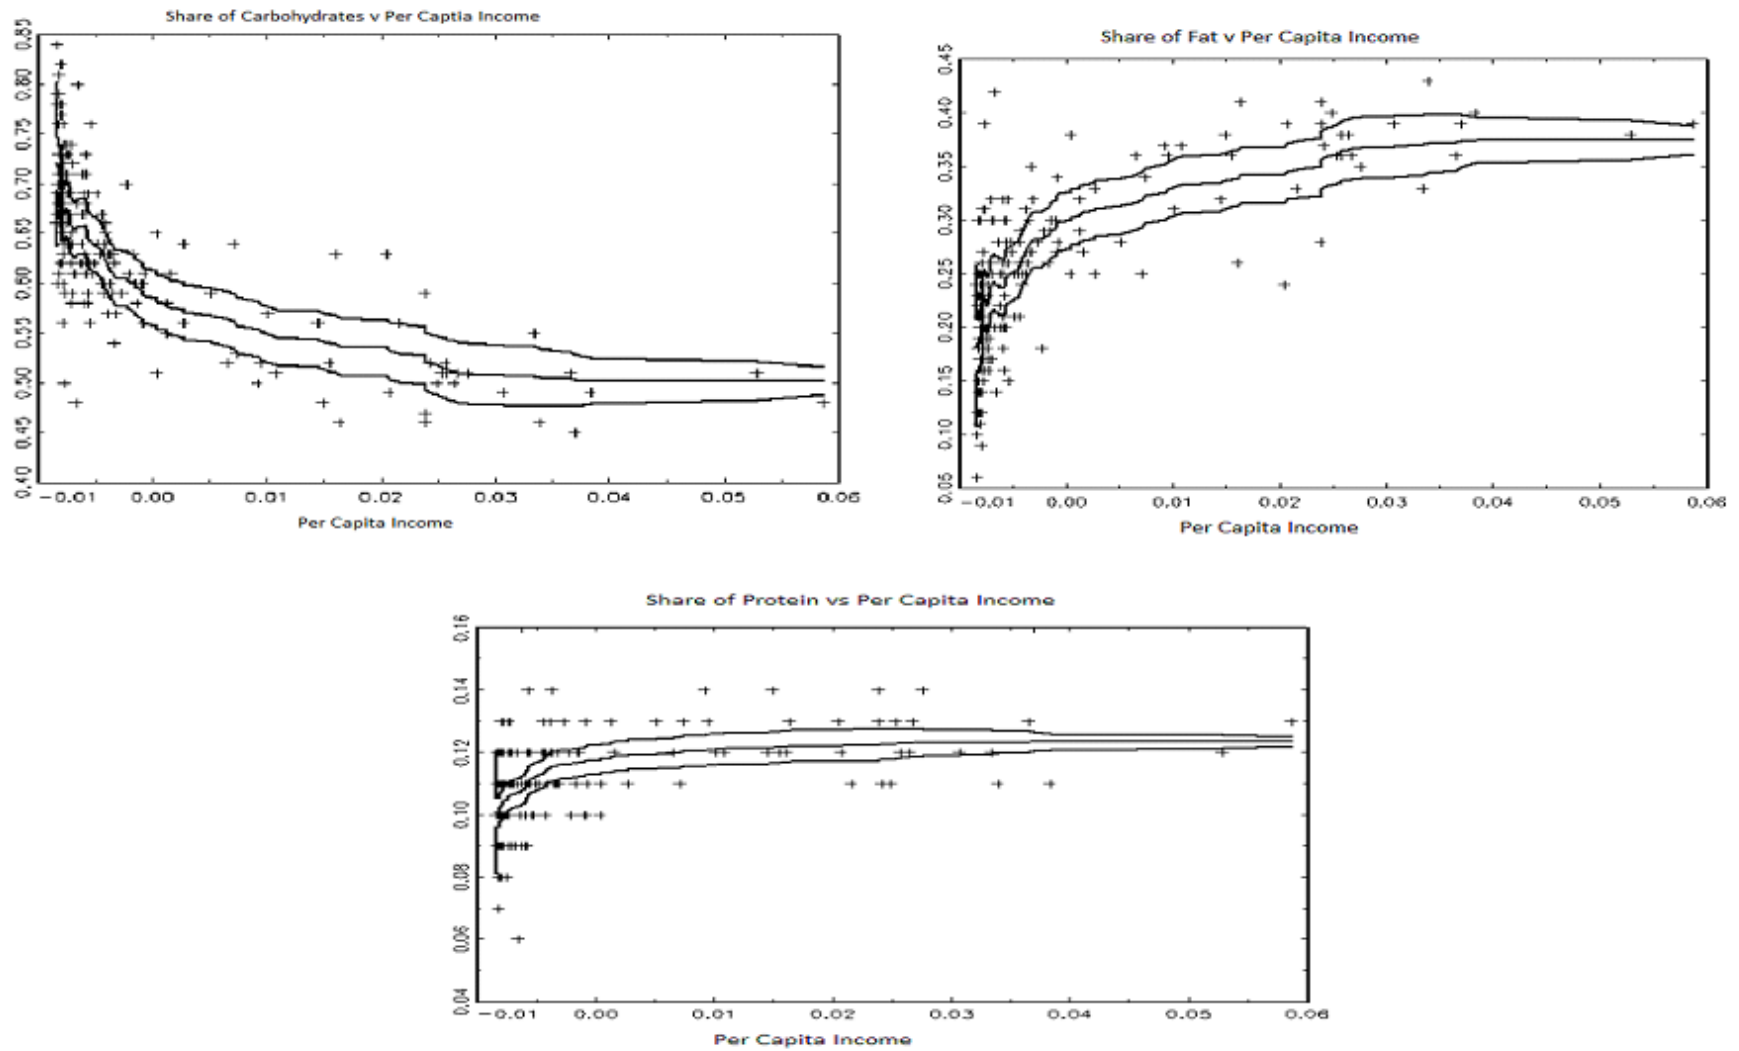 Share of Carbohydrates v Per Captia Income
0.85
0.80
0.75
0.70
0.65
0.60
0.55
0.50
0.45
0.40
-0.01 0.00 0.01 0.02 0.03 0.04 0.05 0.06
Per Capita Income
Share of Fat v Per Capita Income
0.45
0.40
0.35
0.30
0.25
0.20
0.15
0.10
0.05
-0.01 0.00 0.01 0.02 0.03 0.04 0.05 0.06
Per Capita Income
Share of Protein vs Per Capita Income
0.16
0.14
0.12
0.10
0.08
0.06
0.04
-0.01 0.00 0.01 0.02 0.03 0.04 0.05 0.06
Per Capita Income